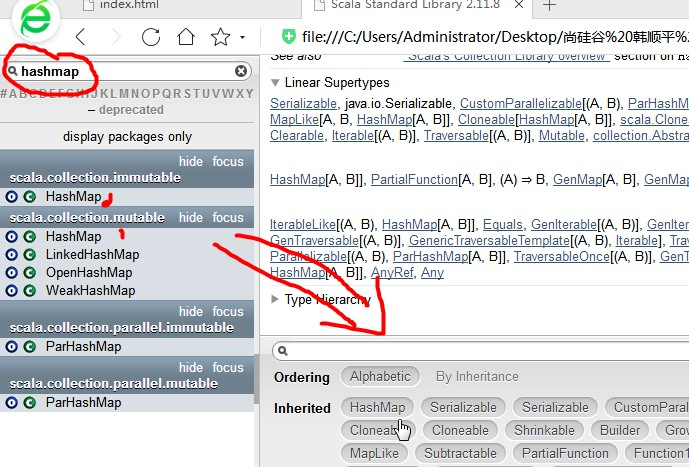 index.html
Scala Standard Library 2.11.8
file:///C:/Users/Administrator/Desktop/尚硅谷%20韩顺平%2
hashmap
#ABCDEFGHIJKLMNOPQRSTUVWXY
– deprecated
display packages only
hide focus
scala.collection.immutable
HashMap
hide focus
scala.collection.mutable
HashMap
LinkedHashMap
OpenHashMap
WeakHashMap
hide focus
scala.collection.parallel.immutable
ParHashMap
hide focus
scala.collection.parallel.mutable
ParHashMap
See also "Scala's Collection Library overview" section on
Linear Supertypes
Serializable, java.io.Serializable, CustomParallelizable[(A, B), ParHashM
MapLike[A, B, HashMap[A, B]], Cloneable[HashMap[A, B]], scala.Clone
Clearable, Iterable[(A, B)], Traversable[(A, B)], Mutable, collection.Abstra
HashMap[A, B]], PartialFunction[A, B], (A) ⇒ B, GenMap[A, B], GenMa
IterableLike[(A, B), HashMap[A, B]], Equals, GenIterable[(A, B)], GenIter
GenTraversable[(A, B)], GenericTraversableTemplate[(A, B), Iterable], Tra
Parallelizable[(A, B), ParHashMap[A, B]], TraversableOnce[(A, B)], GenT
HashMap[A, B]], AnyRef, Any
Type Hierarchy
Ordering Alphabetic By Inheritance
Inherited HashMap Serializable Serializable CustomParal
Cloneable Cloneable Shrinkable Builder Grow
MapLike Subtractable PartialFunction Function1